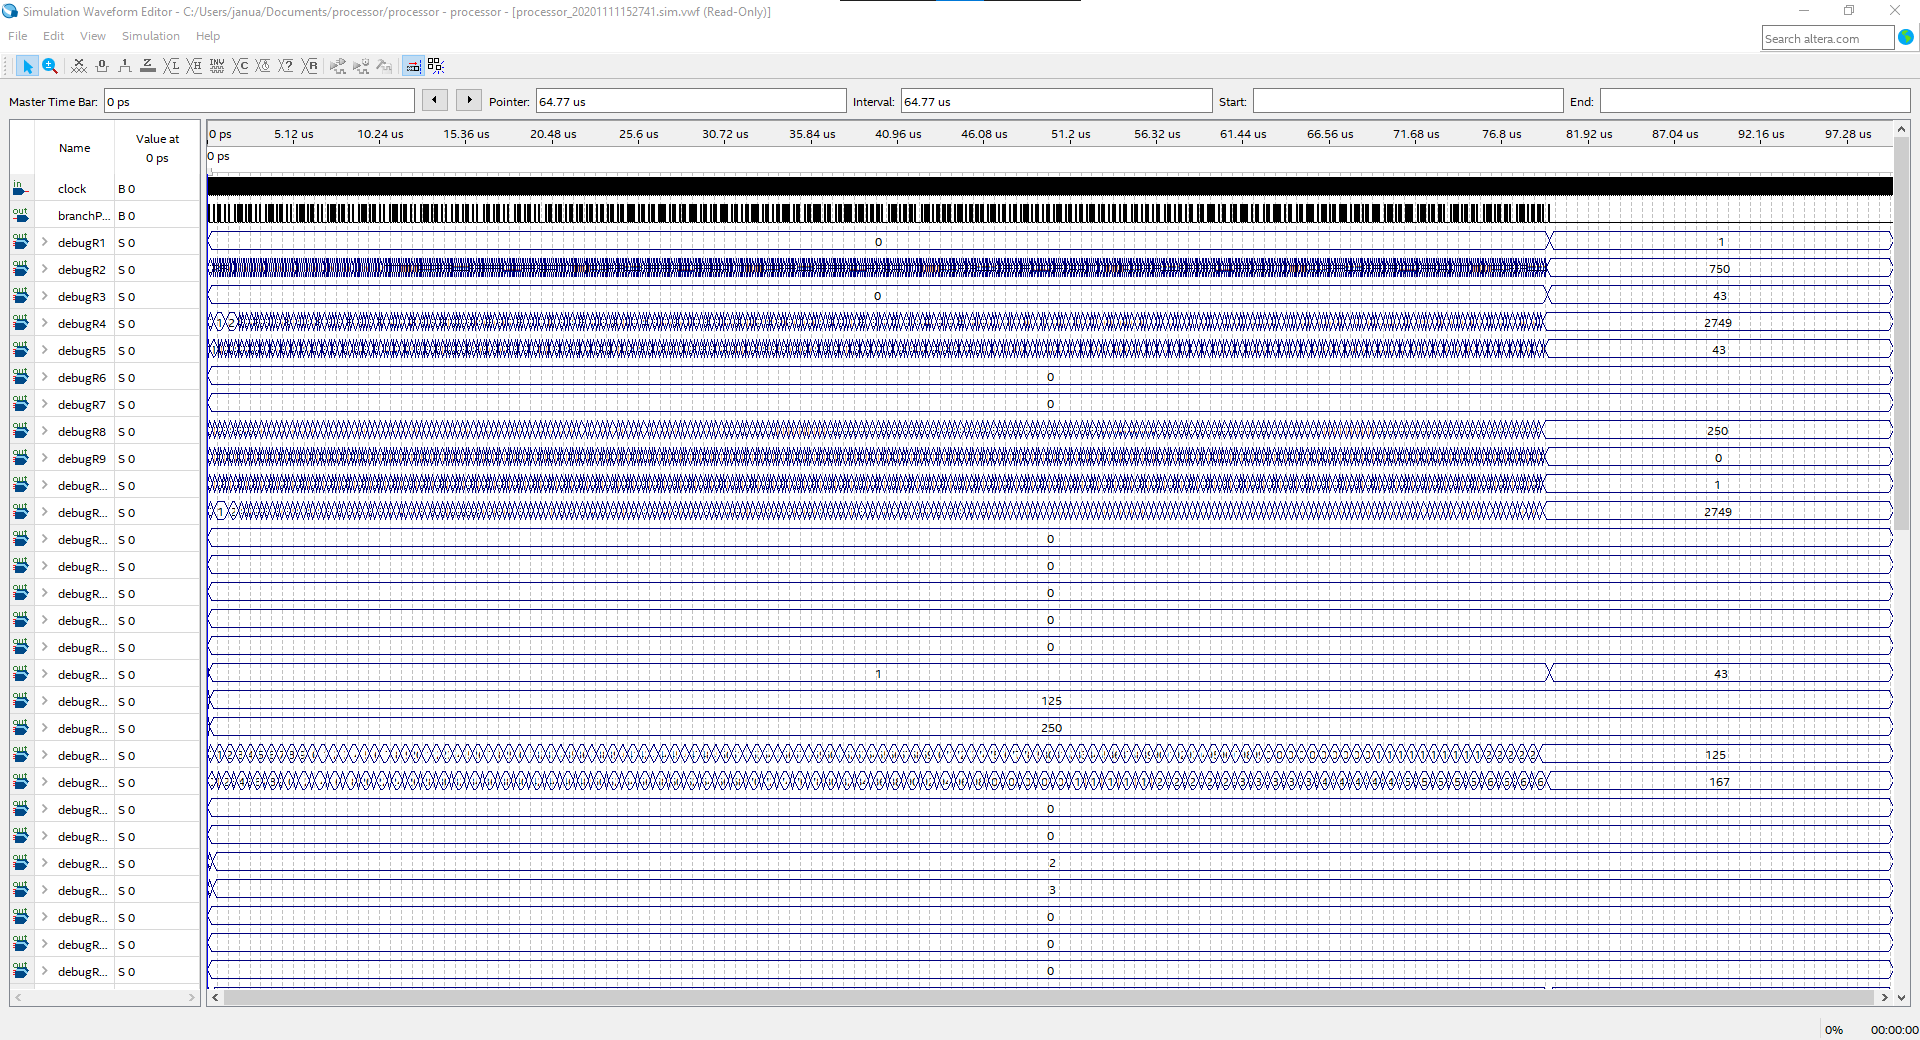 Simulation Waveform Editor - C:/Users/janua/Documents/processor/processor - processor - [processor_20201111152741.sim.vwf (Read-Only)]
File Edit View Simulation Help
Search altera.com
Master Time Bar: 0 ps Pointer: 64.77 us Interval: 64.77 us Start: End:
Name Value at 0 ps
0 ps 5.12 us 10.24 us 15.36 us 20.48 us 25.6 us 30.72 us 35.84 us 40.96 us 46.08 us 51.2 us 56.32 us 61.44 us 66.56 us 71.68 us 76.8 us 81.92 us 87.04 us 92.16 us 97.28 us
0 ps
clock B 0
branchP... B 0
debugR1 S 0 0 1
debugR2 S 0 750
debugR3 S 0 0 43
debugR4 S 0 1 2 2749
debugR5 S 0 43
debugR6 S 0 0
debugR7 S 0 0
debugR8 S 0 250
debugR9 S 0 0
debugR... S 0 1
debugR... S 0 1 2749
debugR... S 0 0
debugR... S 0 0
debugR... S 0 0
debugR... S 0 0
debugR... S 0 0
debugR... S 0 1 43
debugR... S 0 125
debugR... S 0 250
debugR... S 0 125
debugR... S 0 167
debugR... S 0 0
debugR... S 0 0
debugR... S 0 2
debugR... S 0 3
debugR... S 0 0
debugR... S 0 0
debugR... S 0 0
0% 00:00:00